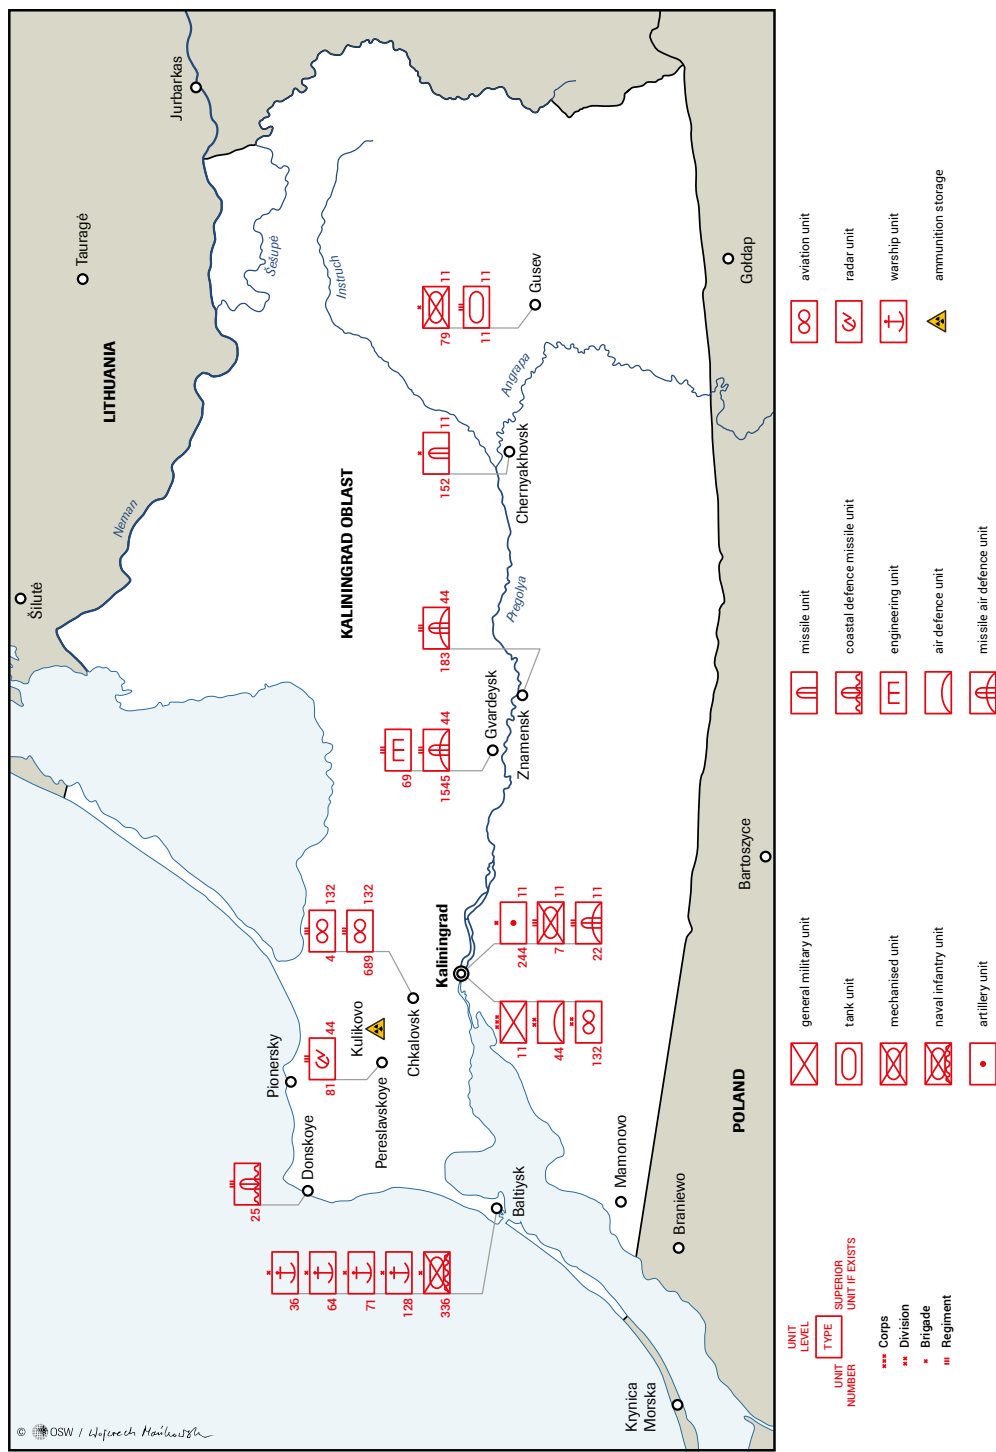 © OSW /
Krynica
Morska
Braniewo
Mamonovo
Baltiysk
36
64
71
128
336
25
Donskoye
Pionersky
81
44
Pereslavskoye
Kulikovo
Chkalovsk
4
132
689
132
Kaliningrad
11
44
132
244
11
7
11
22
11
POLAND
Bartoszyce
69
1545
44
Gvardeysk
Znamensk
183
44
Pregolya
KALININGRAD OBLAST
152
11
Chernyakhovsk
Angrapa
79
11
11
11
Gusev
Instruch
Šešupė
Neman
LITHUANIA
Šilutė
Tauragė
Jurbarkas
Gołdap
UNIT
LEVEL
TYPE
UNIT
NUMBER
SUPERIOR
UNIT IF EXISTS
Corps
Division
Brigade
Regiment
general military unit
tank unit
mechanised unit
naval infantry unit
artillery unit
missile unit
coastal defence missile unit
engineering unit
air defence unit
missile air defence unit
aviation unit
radar unit
warship unit
ammunition storage